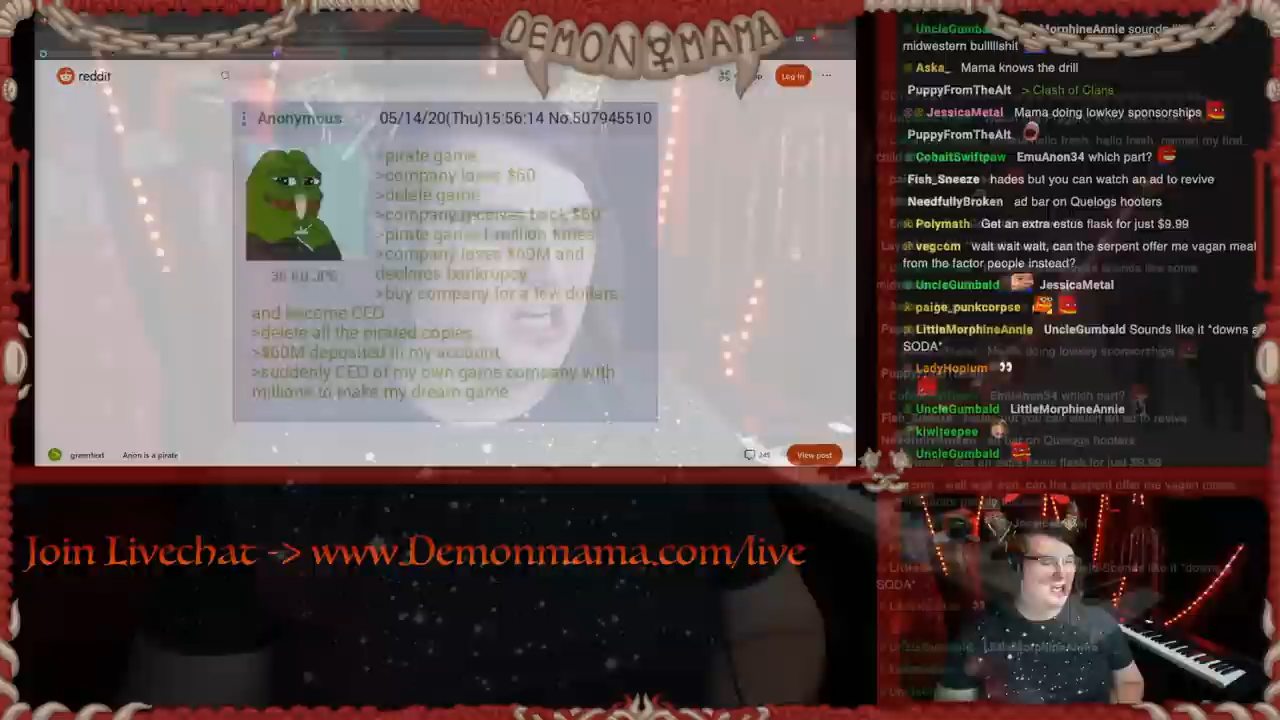 DEMON MAMA
reddit
Log In
Anonymous 05/14/20(Thu)15:56:14 No.507945510
>pirate game
>company loses $60
>delete game
>company receives back $60
>pirate game 1 million times
>company loses $60M and
declares bankrupcy
>buy company for a few dollars
and become CEO
>delete all the pirated copies
>$60M deposited in my account
>suddenly CEO of my own game company with
millions to make my dream game
greentext Anon is a pirate
245 View post
Join Livechat -> www.Demonmama.com/live
midwestern bullllshit
Aska_ Mama knows the drill
PuppyFromTheAlt > Clash of Clans
JessicaMetal Mama doing lowkey sponsorships
PuppyFromTheAlt
CobaltSwiftpaw EmuAnon34 which part?
Fish_Sneeze hades but you can watch an ad to revive
NeedfullyBroken ad bar on Quelogs hooters
Polymath Get an extra estus flask for just $9.99
vegcom wait wait wait, can the serpent offer me vagan meal
from the factor people instead?
UncleGumbald JessicaMetal
paige_punkcorpse
LittleMorphineAnnie UncleGumbald Sounds like it *downs a
SODA*
LadyHopium
UncleGumbald LittleMorphineAnnie
kiwiteepee
UncleGumbald